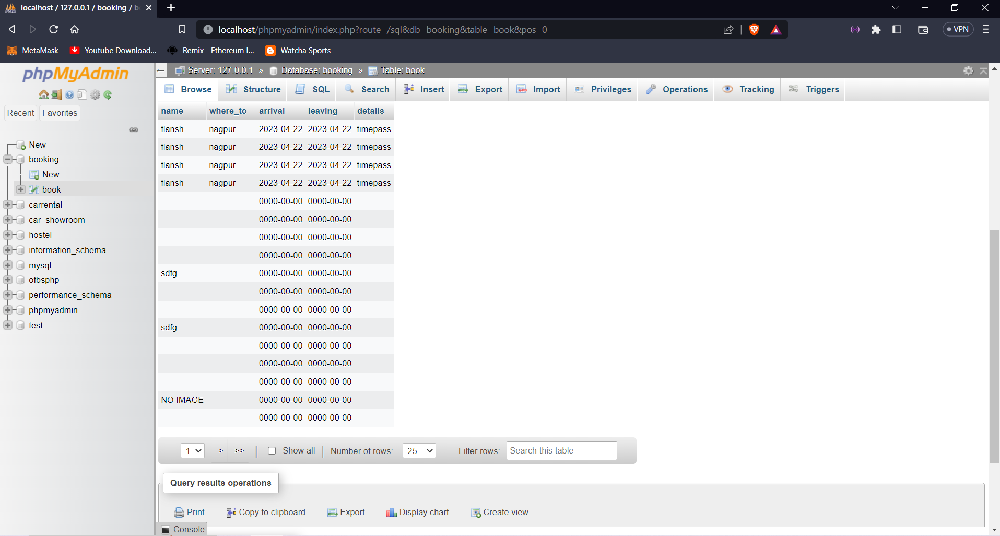 localhost / 127.0.0.1 / booking / b
localhost/phpmyadmin/index.php?route=/sql&db=booking&table=book&pos=0
VPN
MetaMask
Youtube Download...
Remix - Ethereum I...
Watcha Sports
phpMyAdmin
Recent
Favorites
New
booking
New
book
carrental
car_showroom
hostel
information_schema
mysql
ofbsphp
performance_schema
phpmyadmin
test
Server: 127.0.0.1 » Database: booking » Table: book
Browse Structure SQL Search Insert Export Import Privileges Operations Tracking Triggers
name where_to arrival leaving details
flansh nagpur 2023-04-22 2023-04-22 timepass
flansh nagpur 2023-04-22 2023-04-22 timepass
flansh nagpur 2023-04-22 2023-04-22 timepass
flansh nagpur 2023-04-22 2023-04-22 timepass
0000-00-00 0000-00-00
0000-00-00 0000-00-00
0000-00-00 0000-00-00
0000-00-00 0000-00-00
sdfg 0000-00-00 0000-00-00
0000-00-00 0000-00-00
0000-00-00 0000-00-00
sdfg 0000-00-00 0000-00-00
0000-00-00 0000-00-00
0000-00-00 0000-00-00
0000-00-00 0000-00-00
NO IMAGE 0000-00-00 0000-00-00
0000-00-00 0000-00-00
1 > >> | Show all | Number of rows: 25 Filter rows: Search this table
Query results operations
Print Copy to clipboard Export Display chart Create view
Console